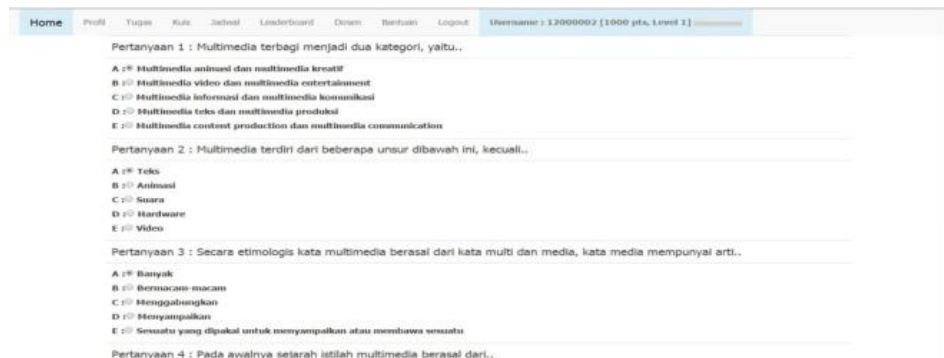 Home Profil Tugas Kuis Jadwal Leaderboard Dosen Bantuan Logout Username : 12000002 [1000 pts, Level 1]
Pertanyaan 1 : Multimedia terbagi menjadi dua kategori, yaitu..
A : Multimedia animasi dan multimedia kreatif
B : Multimedia video dan multimedia entertainment
C : Multimedia informasi dan multimedia komunikasi
D : Multimedia teks dan multimedia produksi
E : Multimedia content production dan multimedia communication
Pertanyaan 2 : Multimedia terdiri dari beberapa unsur dibawah ini, kecuali..
A : Teks
B : Animasi
C : Suara
D : Hardware
E : Video
Pertanyaan 3 : Secara etimologis kata multimedia berasal dari kata multi dan media, kata media mempunyai arti..
A : Banyak
B : Bermacam-macam
C : Menggabungkan
D : Menyampaikan
E : Sesuatu yang dipakai untuk menyampaikan atau membawa sesuatu
Pertanyaan 4 : Pada awalnya sejarah istilah multimedia berasal dari..